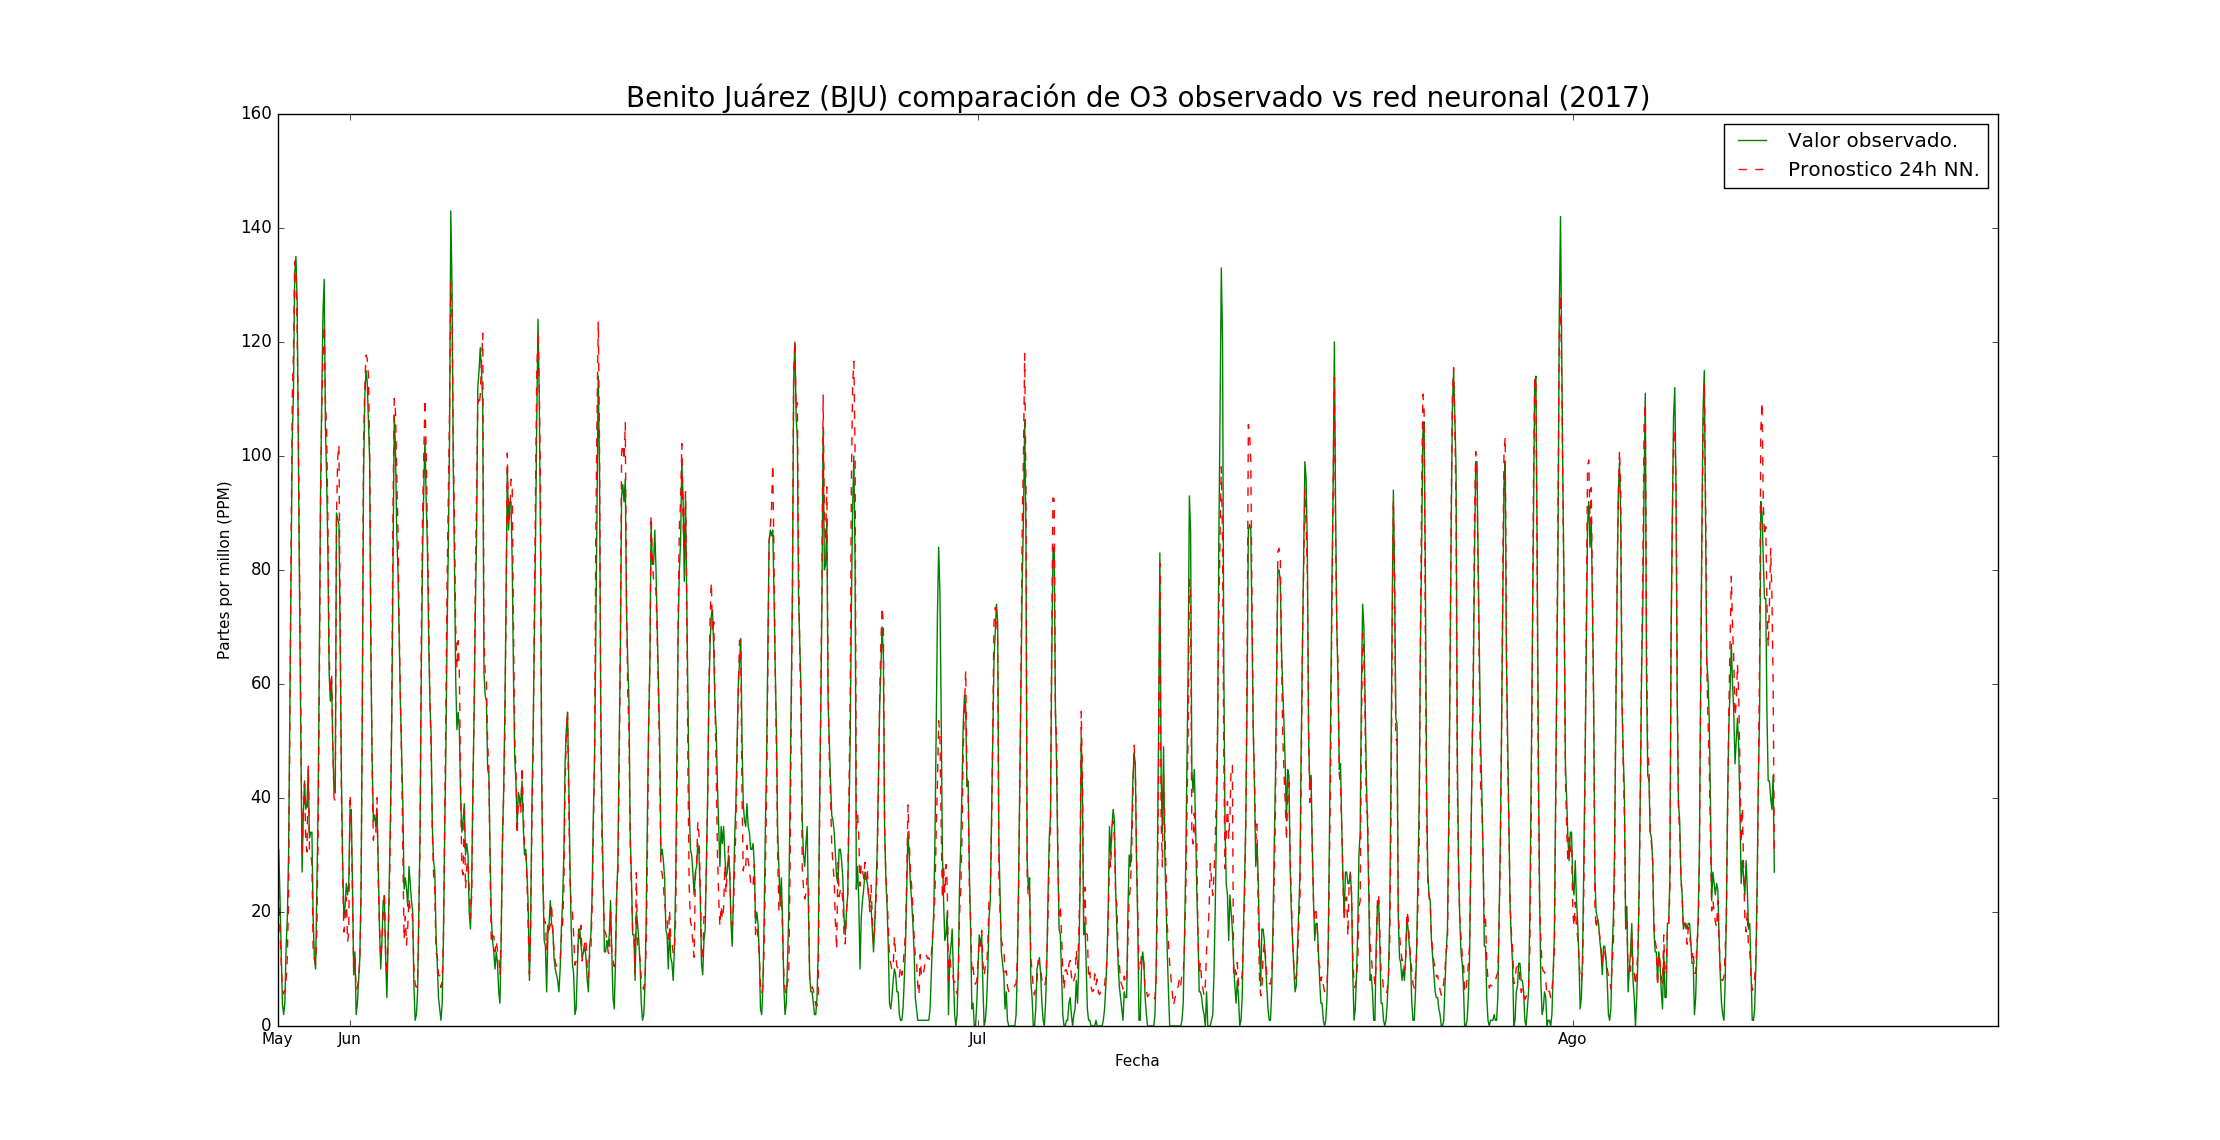 Benito Juárez (BJU) comparación de O3 observado vs red neuronal (2017)
Valor observado.
Pronostico 24h NN.
Partes por millon (PPM)
160
140
120
100
80
60
40
20
0
May
Jun
Jul
Ago
Fecha